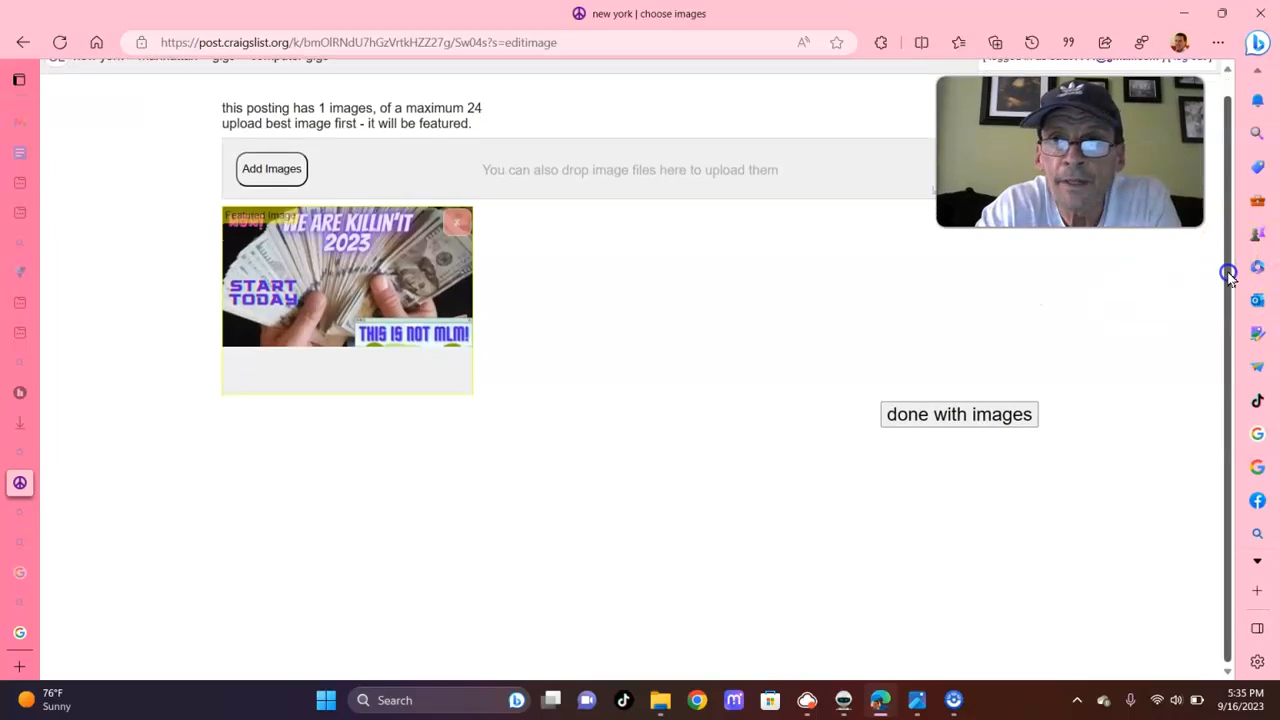 new york | choose images
https://post.craigslist.org/k/bmOlRNdU7hGzVrtkHZZ27g/Sw04s?s=editimage
this posting has 1 images, of a maximum 24
upload best image first - it will be featured.
Add Images
You can also drop image files here to upload them
Featured Image
WE ARE KILLIN'IT
2023
x
START
TODAY
THIS IS NOT MLM!
done with images
76°F
Sunny
Search
5:35 PM
9/16/2023